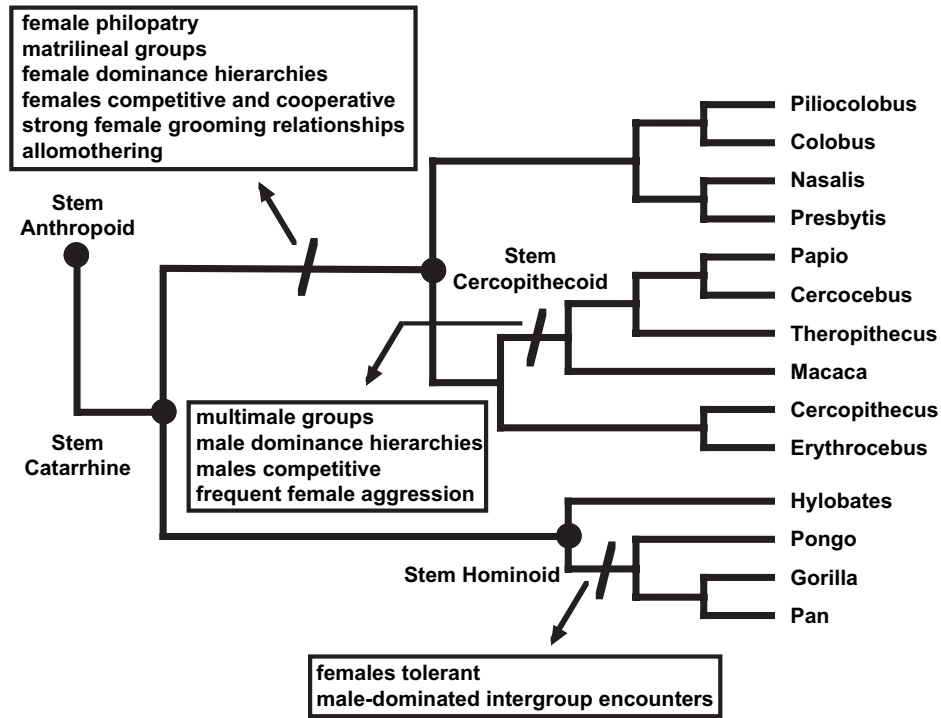 female philopatry
matrilineal groups
female dominance hierarchies
females competitive and cooperative
strong female grooming relationships
allomothering
Stem
Anthropoid
Stem
Cercopithecoid
Stem
Catarrhine
multimale groups
male dominance hierarchies
males competitive
frequent female aggression
Stem Hominoid
females tolerant
male-dominated intergroup encounters
Piliocolobus
Colobus
Nasalis
Presbytis
Papio
Cercocebus
Theropithecus
Macaca
Cercopithecus
Erythrocebus
Hylobates
Pongo
Gorilla
Pan